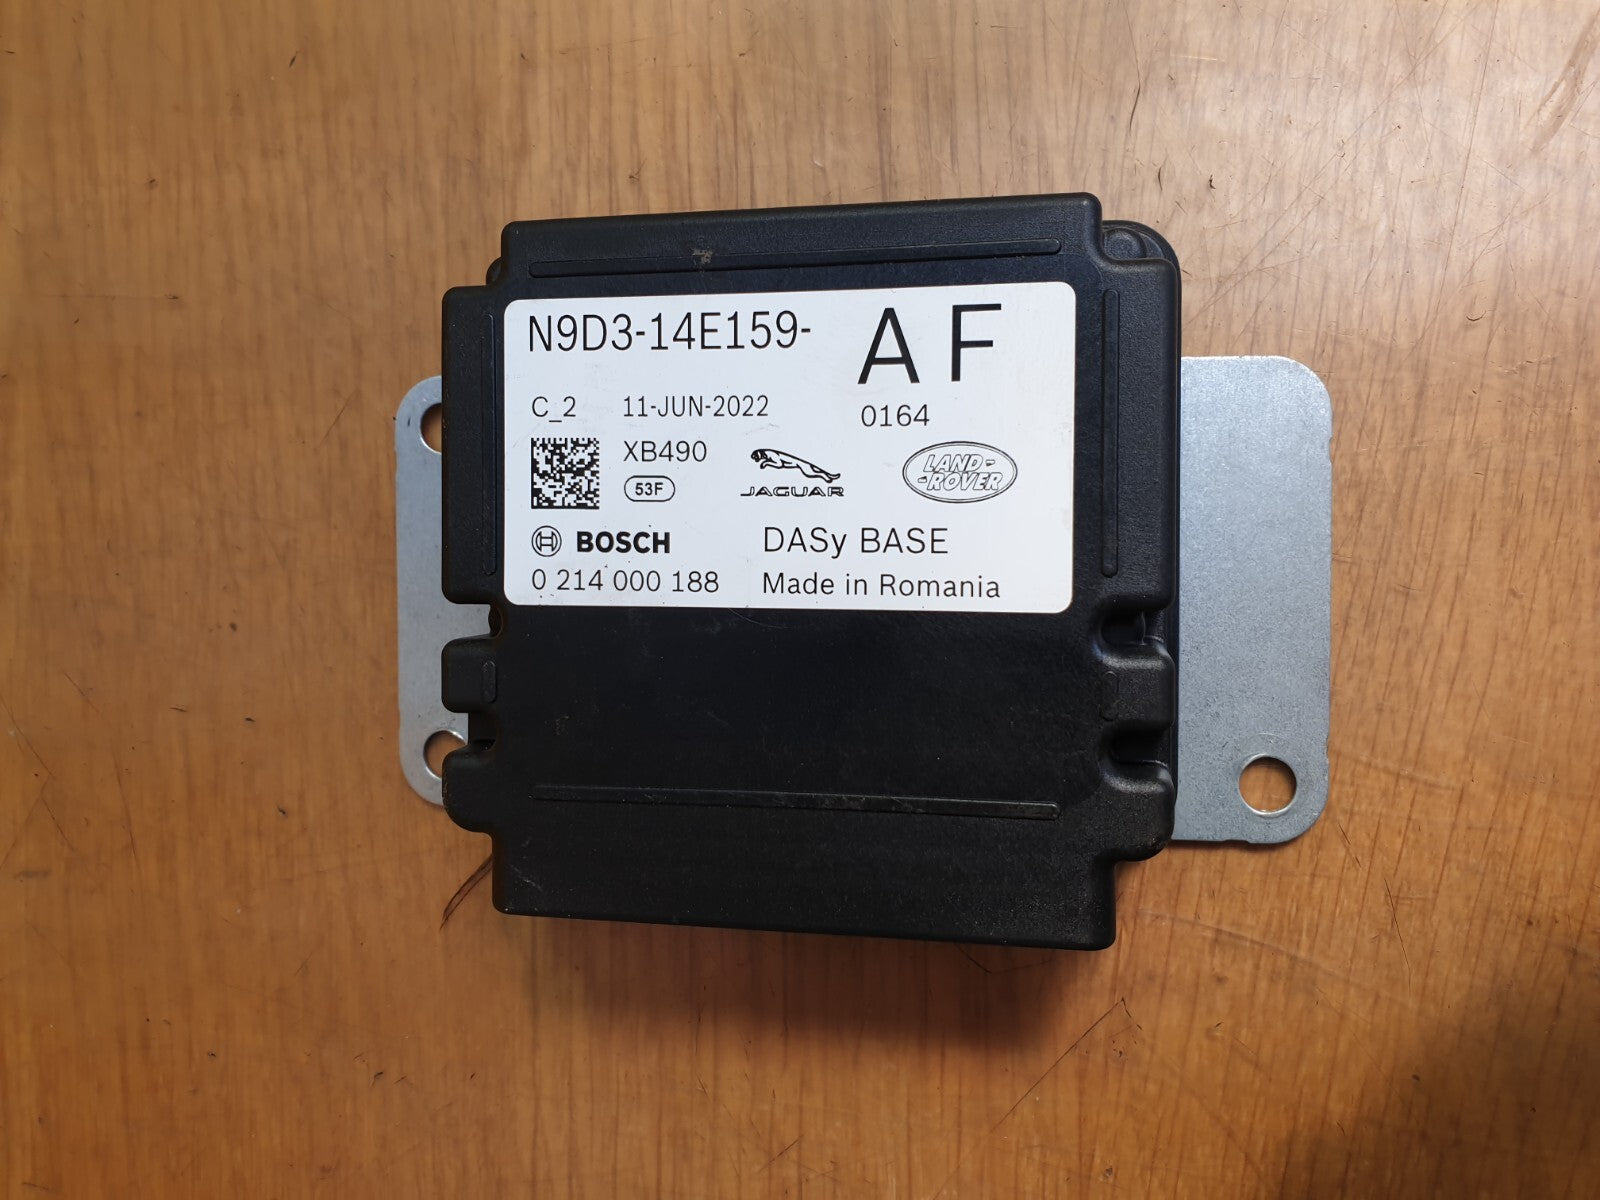 N9D3-14E159- AF
C_2 11-JUN-2022 0164
XB490
53F
JAGUAR
LAND-
-ROVER
BOSCH DASy BASE
0 214 000 188 Made in Romania